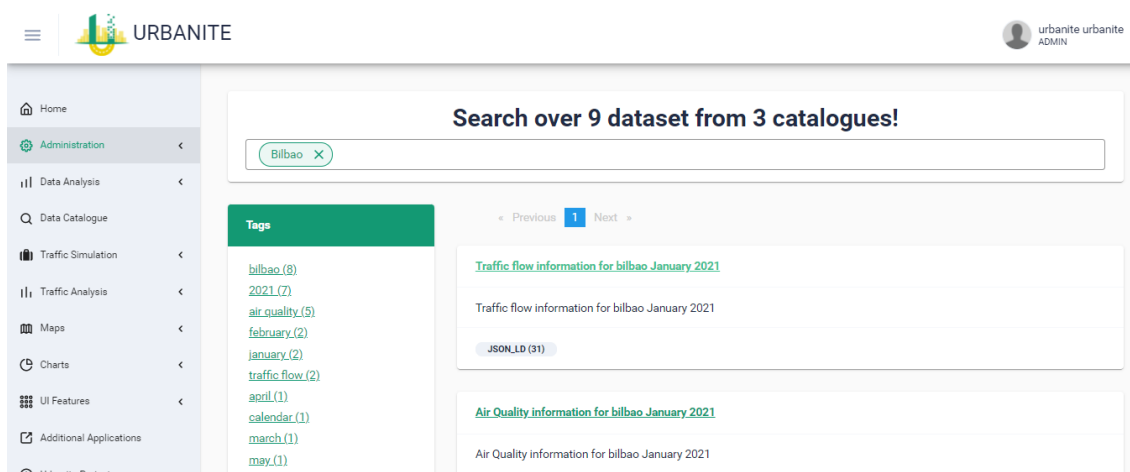 URBANITE
urbanite urbanite
ADMIN
Home
Administration
Data Analysis
Data Catalogue
Traffic Simulation
Traffic Analysis
Maps
Charts
UI Features
Additional Applications
Search over 9 dataset from 3 catalogues!
Bilbao
Tags
bilbao (8)
2021 (7)
air quality (5)
february (2)
january (2)
traffic flow (2)
april (1)
calendar (1)
march (1)
may (1)
« Previous 1 Next »
Traffic flow information for bilbao January 2021
Traffic flow information for bilbao January 2021
JSON_LD (31)
Air Quality information for bilbao January 2021
Air Quality information for bilbao January 2021